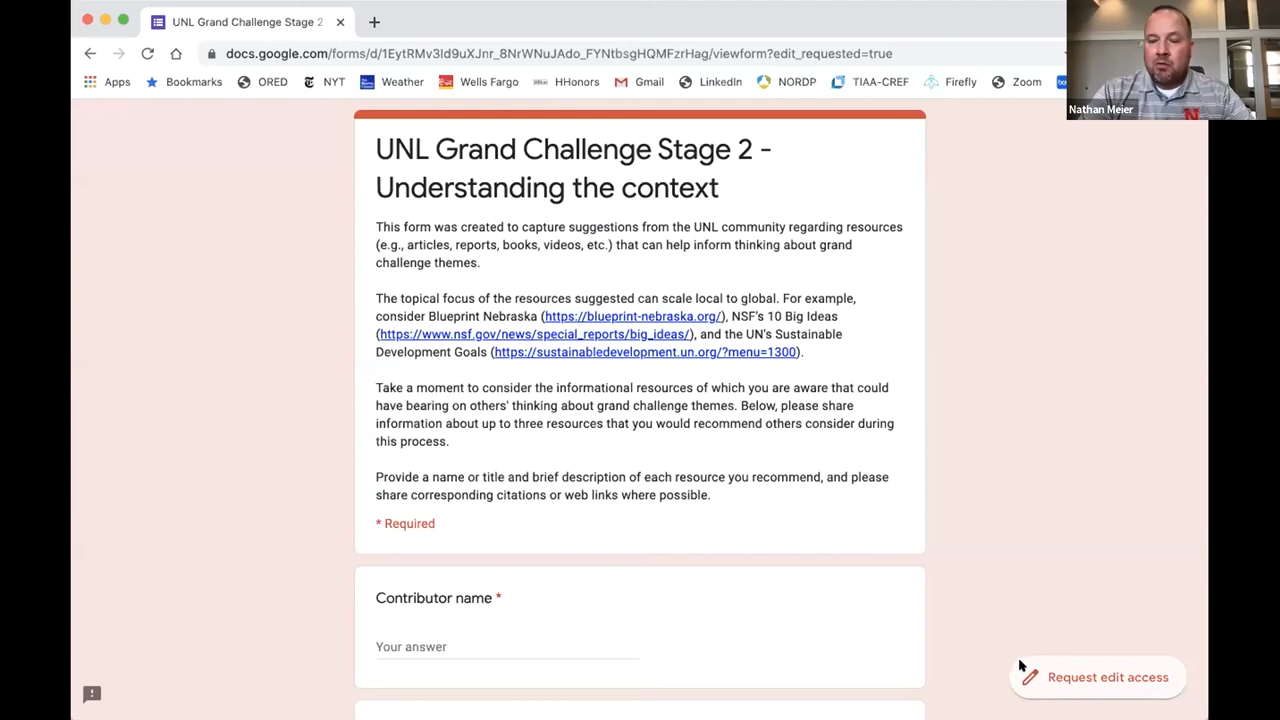 UNL Grand Challenge Stage 2
docs.google.com/forms/d/1EytRMv3Id9uXJnr_8NrWNuJAdo_FYNtbsgHQMFzrHag/viewform?edit_requested=true
Apps Bookmarks ORED NYT Weather Wells Fargo HHonors Gmail LinkedIn NORDP TIAA-CREF Firefly Zoom
Nathan Meier
UNL Grand Challenge Stage 2 -
Understanding the context
This form was created to capture suggestions from the UNL community regarding resources
(e.g., articles, reports, books, videos, etc.) that can help inform thinking about grand
challenge themes.
The topical focus of the resources suggested can scale local to global. For example,
consider Blueprint Nebraska (https://blueprint-nebraska.org/), NSF's 10 Big Ideas
(https://www.nsf.gov/news/special_reports/big_ideas/), and the UN's Sustainable
Development Goals (https://sustainabledevelopment.un.org/?menu=1300).
Take a moment to consider the informational resources of which you are aware that could
have bearing on others' thinking about grand challenge themes. Below, please share
information about up to three resources that you would recommend others consider during
this process.
Provide a name or title and brief description of each resource you recommend, and please
share corresponding citations or web links where possible.
* Required
Contributor name *
Your answer
Request edit access